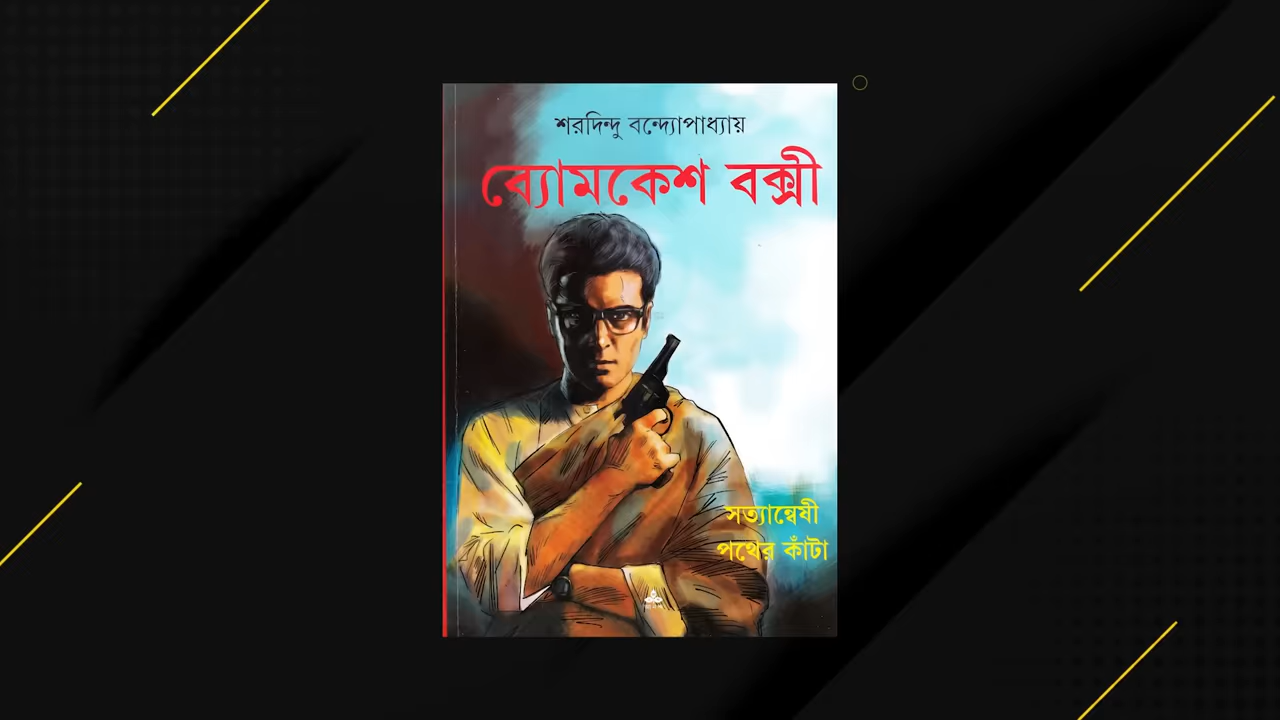 শরদিন্দু বন্দ্যোপাধ্যায়
ব্যোমকেশ বক্সী
সত্যান্বেষী
পথের কাঁটা